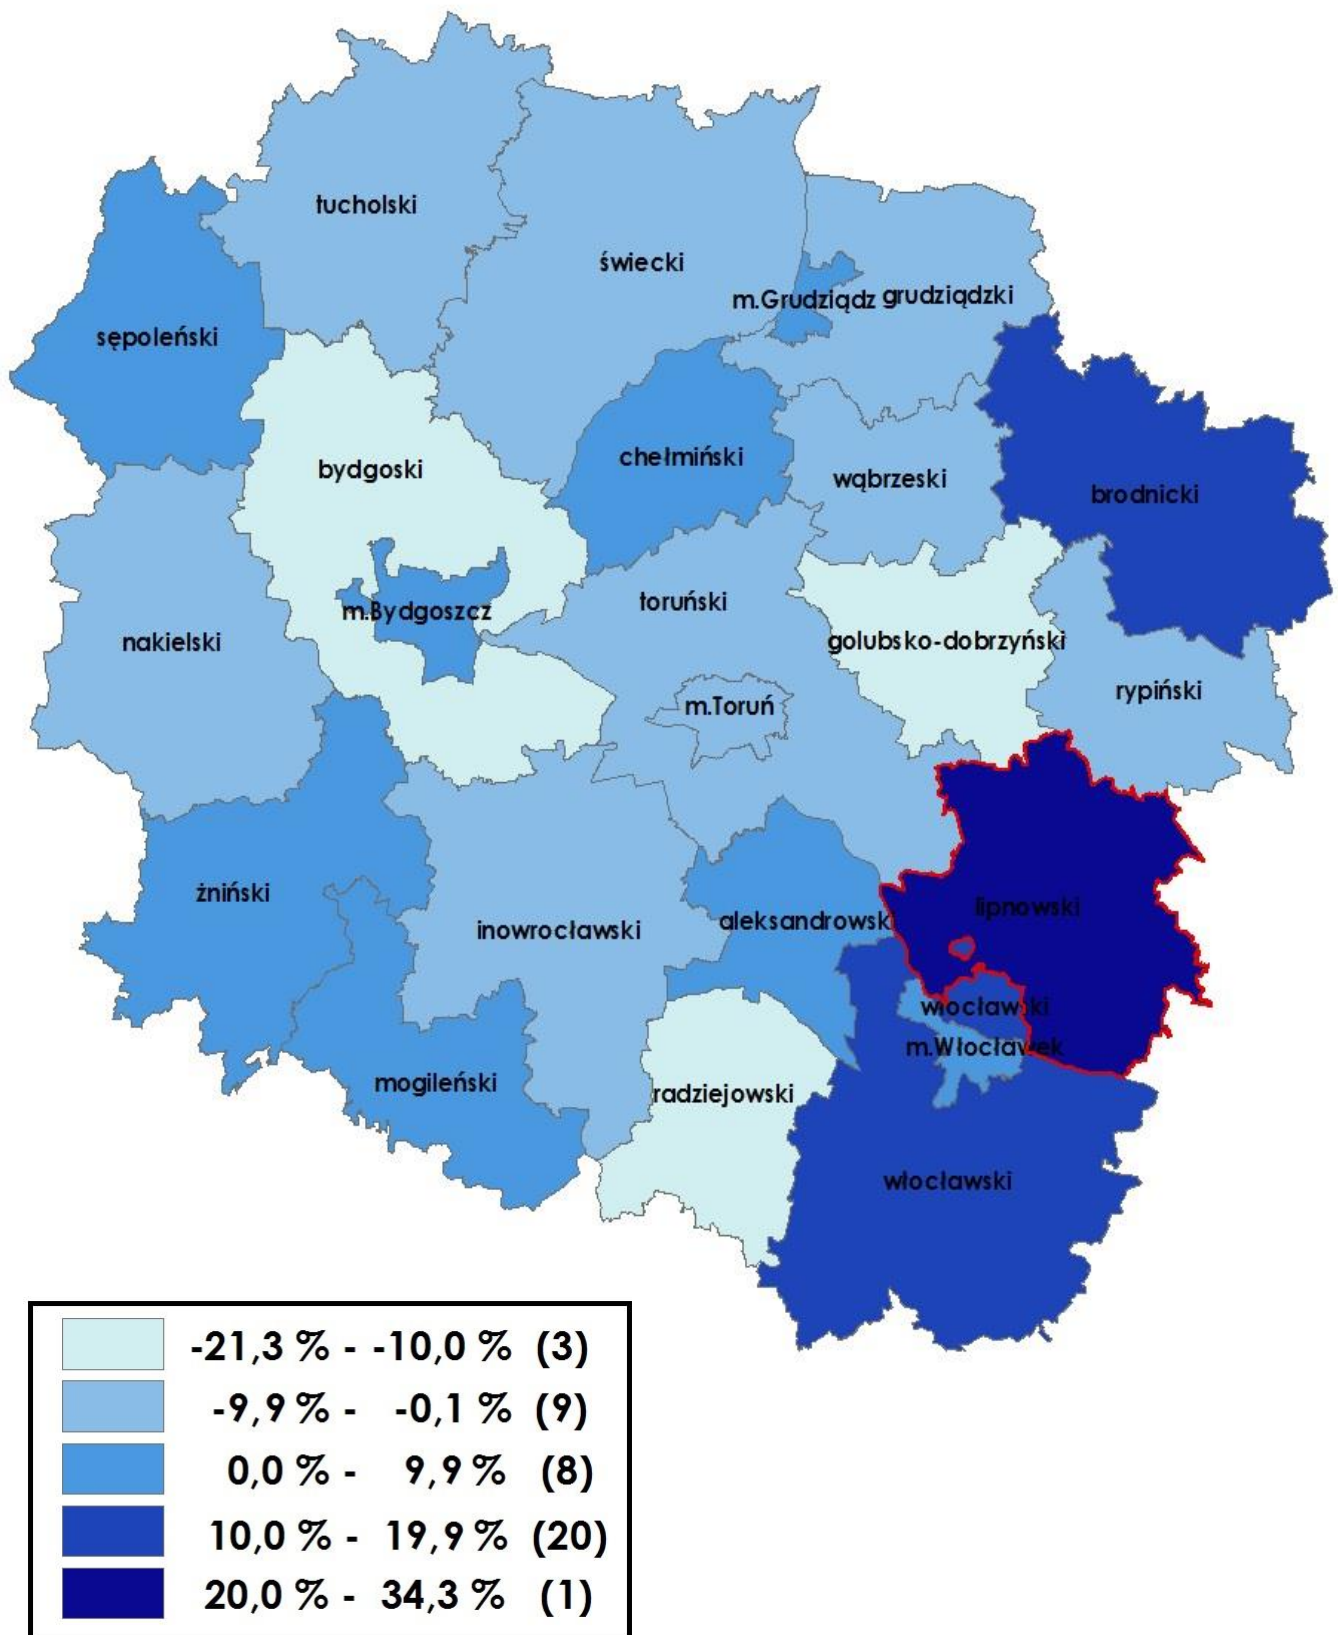 tucholski
świecki
m.Grudziądz
grudziądzki
sępoleński
chełmiński
bydgoski
wąbrzeski
brodnicki
m.Bydgoszcz
toruński
nakielski
golubsko-dobrzyński
rypiński
m.Toruń
żniński
inowrocławski
aleksandrowski
lipnowski
włocławski
m.Włocławek
mogileński
radziejowski
włocławski
-21,3 % - -10,0 % (3)
-9,9 % - -0,1 % (9)
0,0 % - 9,9 % (8)
10,0 % - 19,9 % (20)
20,0 % - 34,3 % (1)